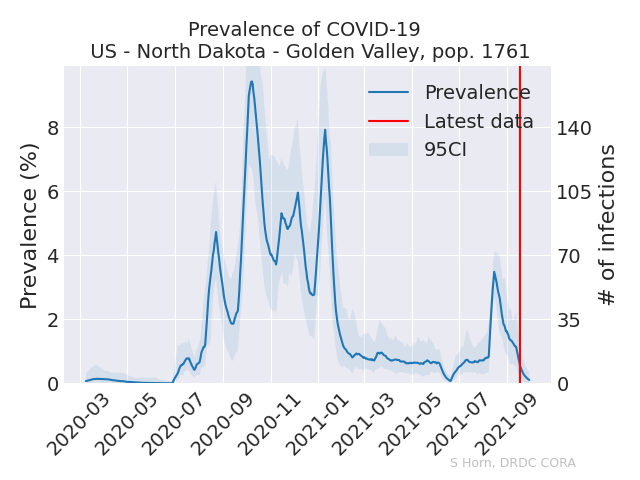 Prevalence of COVID-19
US - North Dakota - Golden Valley, pop. 1761
Prevalence
Latest data
95CI
Prevalence (%)
8
6
4
2
0
140
105
70
35
0
# of infections
2020-03
2020-05
2020-07
2020-09
2020-11
2021-01
2021-03
2021-05
2021-07
2021-09
S Horn, DRDC CORA